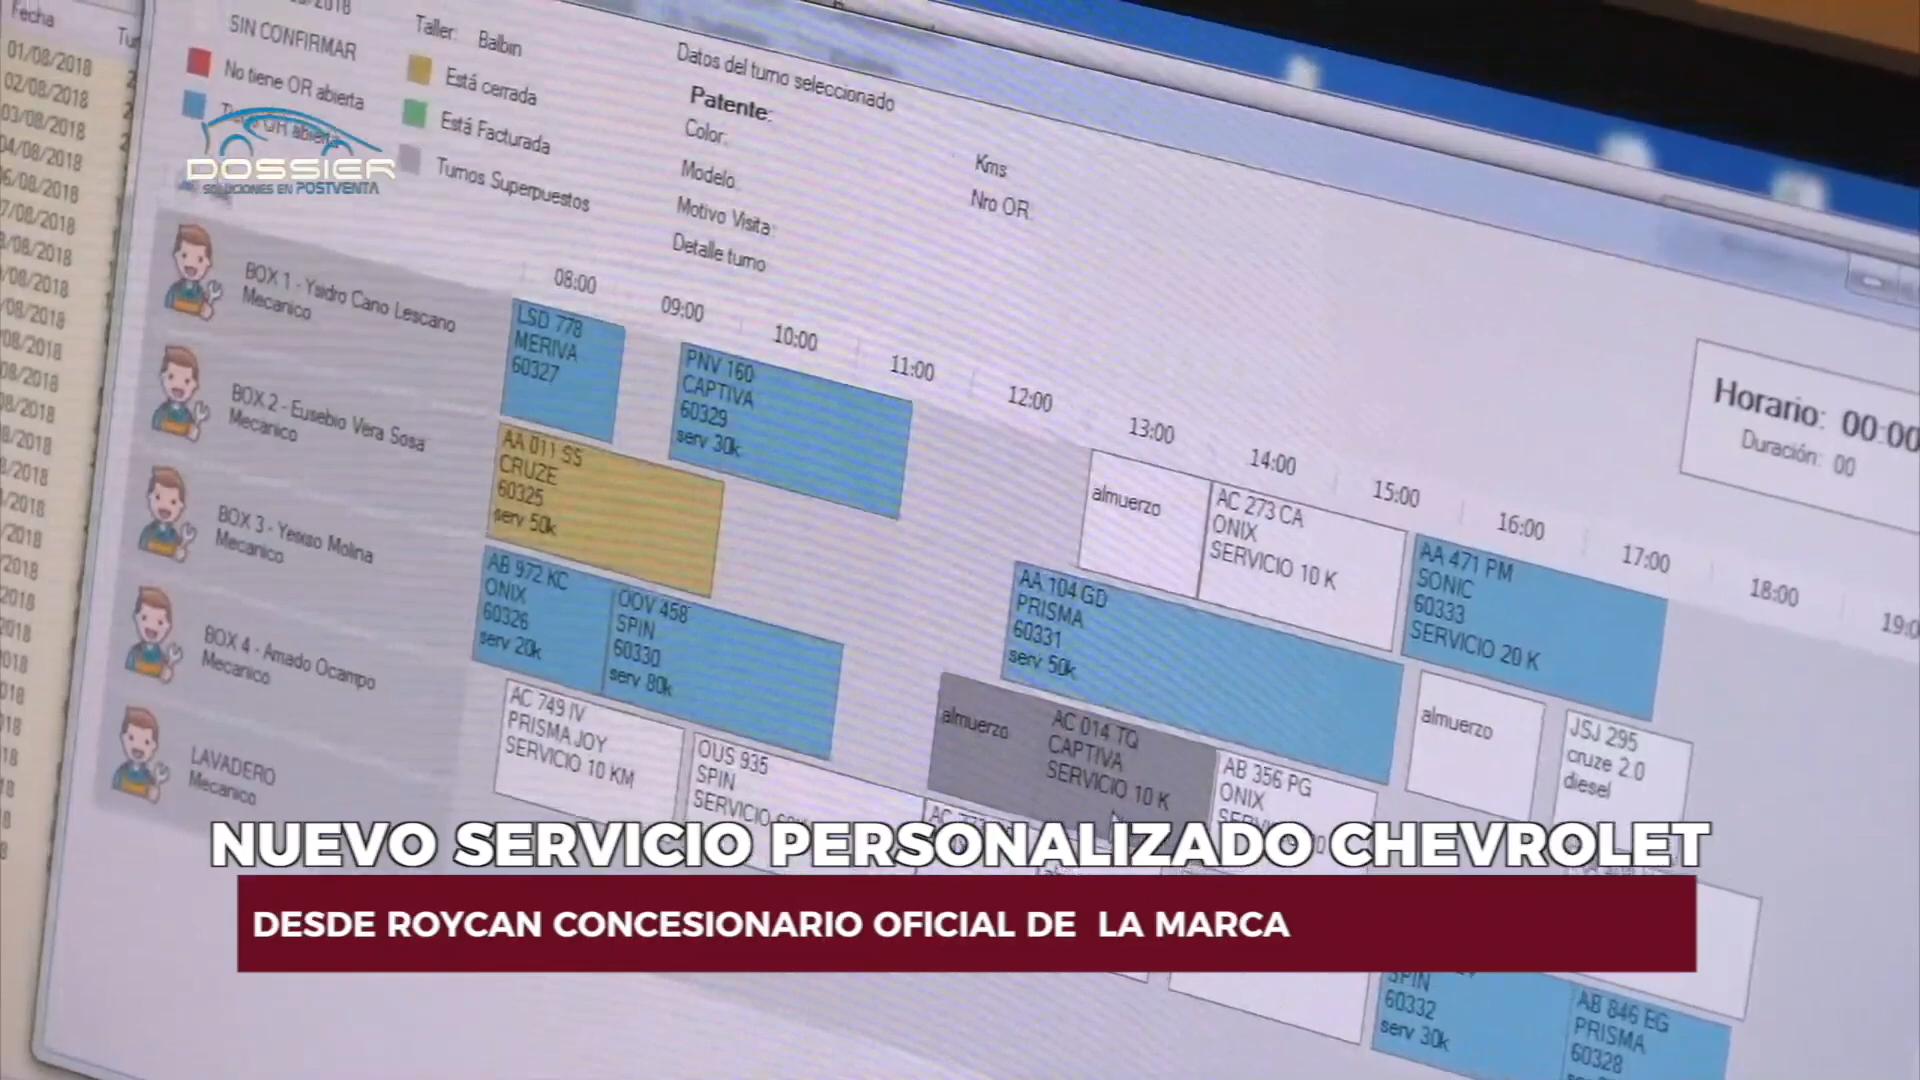 Fecha
01/08/2018
02/08/2018
03/08/2018
04/08/2018
06/08/2018
SIN CONFIRMAR
No tiene OR abierta
OR abierta
Taller: Balbin
Está cerrada
Está Facturada
Turnos Superpuestos
Datos del turno seleccionado
Patente:
Color:
Modelo:
Motivo Visita:
Detalle turno
Kms
Nro OR:
DOSSIER
SOLUCIONES EN POSTVENTA
Horario: 00:00
Duración: 00
08:00
09:00
10:00
11:00
12:00
13:00
14:00
15:00
16:00
17:00
18:00
BOX 1 - Ysidro Cano Lescano
Mecanico
BOX 2 - Eusebio Vera Sosa
Mecanico
BOX 3 - Yesxso Molina
Mecanico
BOX 4 - Amado Ocampo
Mecanico
LAVADERO
Mecanico
LSD 778
MERIVA
60327
PNV 160
CAPTIVA
60329
serv 30k
almuerzo
AC 273 CA
ONIX
SERVICIO 10 K
AA 471 PM
SONIC
60333
SERVICIO 20 K
AA 011 SS
CRUZE
60325
serv 50k
AA 104 GD
PRISMA
60331
serv 50k
almuerzo
JSJ 295
cruze 2.0
diesel
AB 972 KC
ONIX
60326
serv 20k
OOV 458
SPIN
60330
serv 80k
almuerzo
AC 014 TQ
CAPTIVA
SERVICIO 10 K
AB 356 PG
ONIX
AC 749 IV
PRISMA JOY
SERVICIO 10 KM
OUS 935
SPIN
SERVICIO
SPIN
60332
serv 30k
AB 846 EG
PRISMA
60328
NUEVO SERVICIO PERSONALIZADO CHEVROLET
DESDE ROYCAN CONCESIONARIO OFICIAL DE LA MARCA